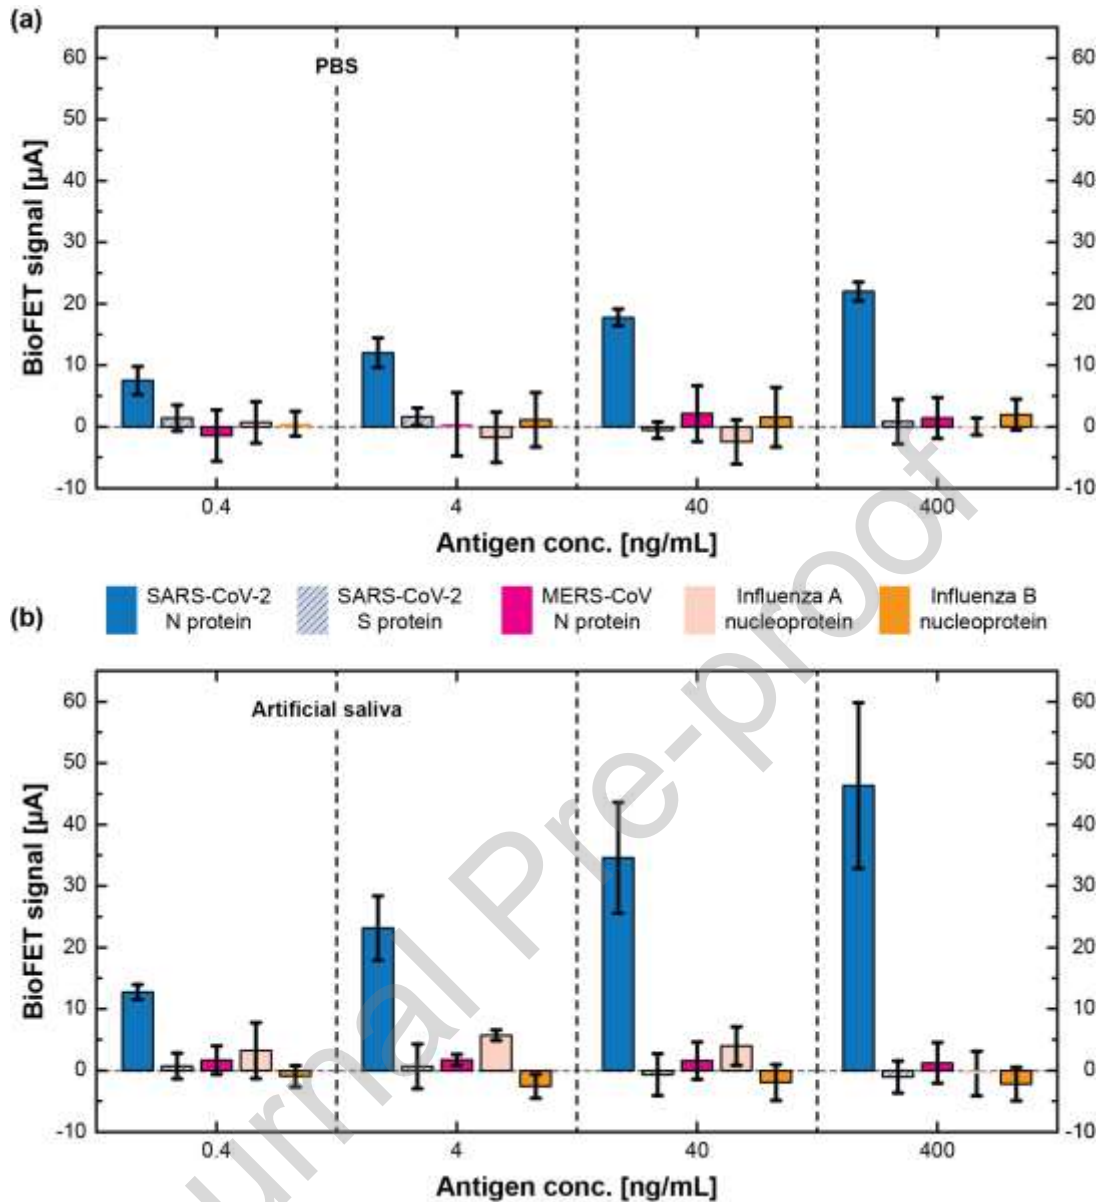 (a)
60
50
40
30
20
10
0
-10
BioFET signal [µA]
PBS
60
50
40
30
20
10
0
-10
0.4 4 40 400
Antigen conc. [ng/mL]
SARS-CoV-2 SARS-CoV-2 MERS-CoV Influenza A Influenza B
N protein S protein N protein nucleoprotein nucleoprotein
(b)
60
50
40
30
20
10
0
-10
BioFET signal [µA]
Artificial saliva
60
50
40
30
20
10
0
-10
0.4 4 40 400
Antigen conc. [ng/mL]
urnal Pre-proof